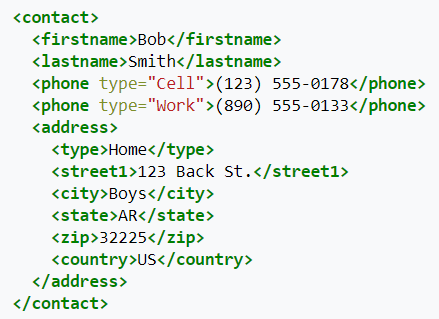 <contact>
  <firstname>Bob</firstname>
  <lastname>Smith</lastname>
  <phone type="Cell">(123) 555-0178</phone>
  <phone type="Work">(890) 555-0133</phone>
  <address>
    <type>Home</type>
    <street1>123 Back St.</street1>
    <city>Boys</city>
    <state>AR</state>
    <zip>32225</zip>
    <country>US</country>
  </address>
</contact>